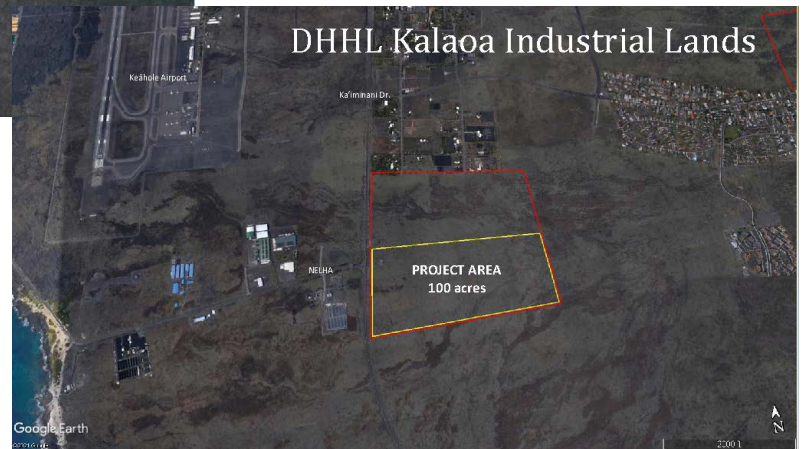 DHHL Kalaoa Industrial Lands
Keāhole Airport
Ka'iminani Dr.
NELHA
PROJECT AREA
100 acres
Google Earth
N